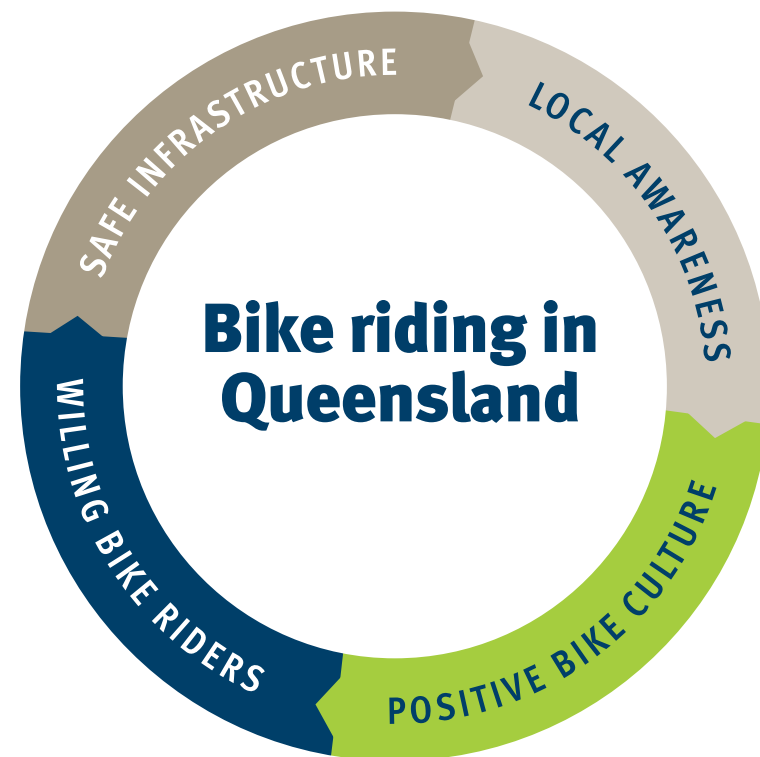 SAFE INFRASTRUCTURE
LOCAL AWARENESS
Bike riding in
Queensland
WILLING BIKE RIDERS
POSITIVE BIKE CULTURE